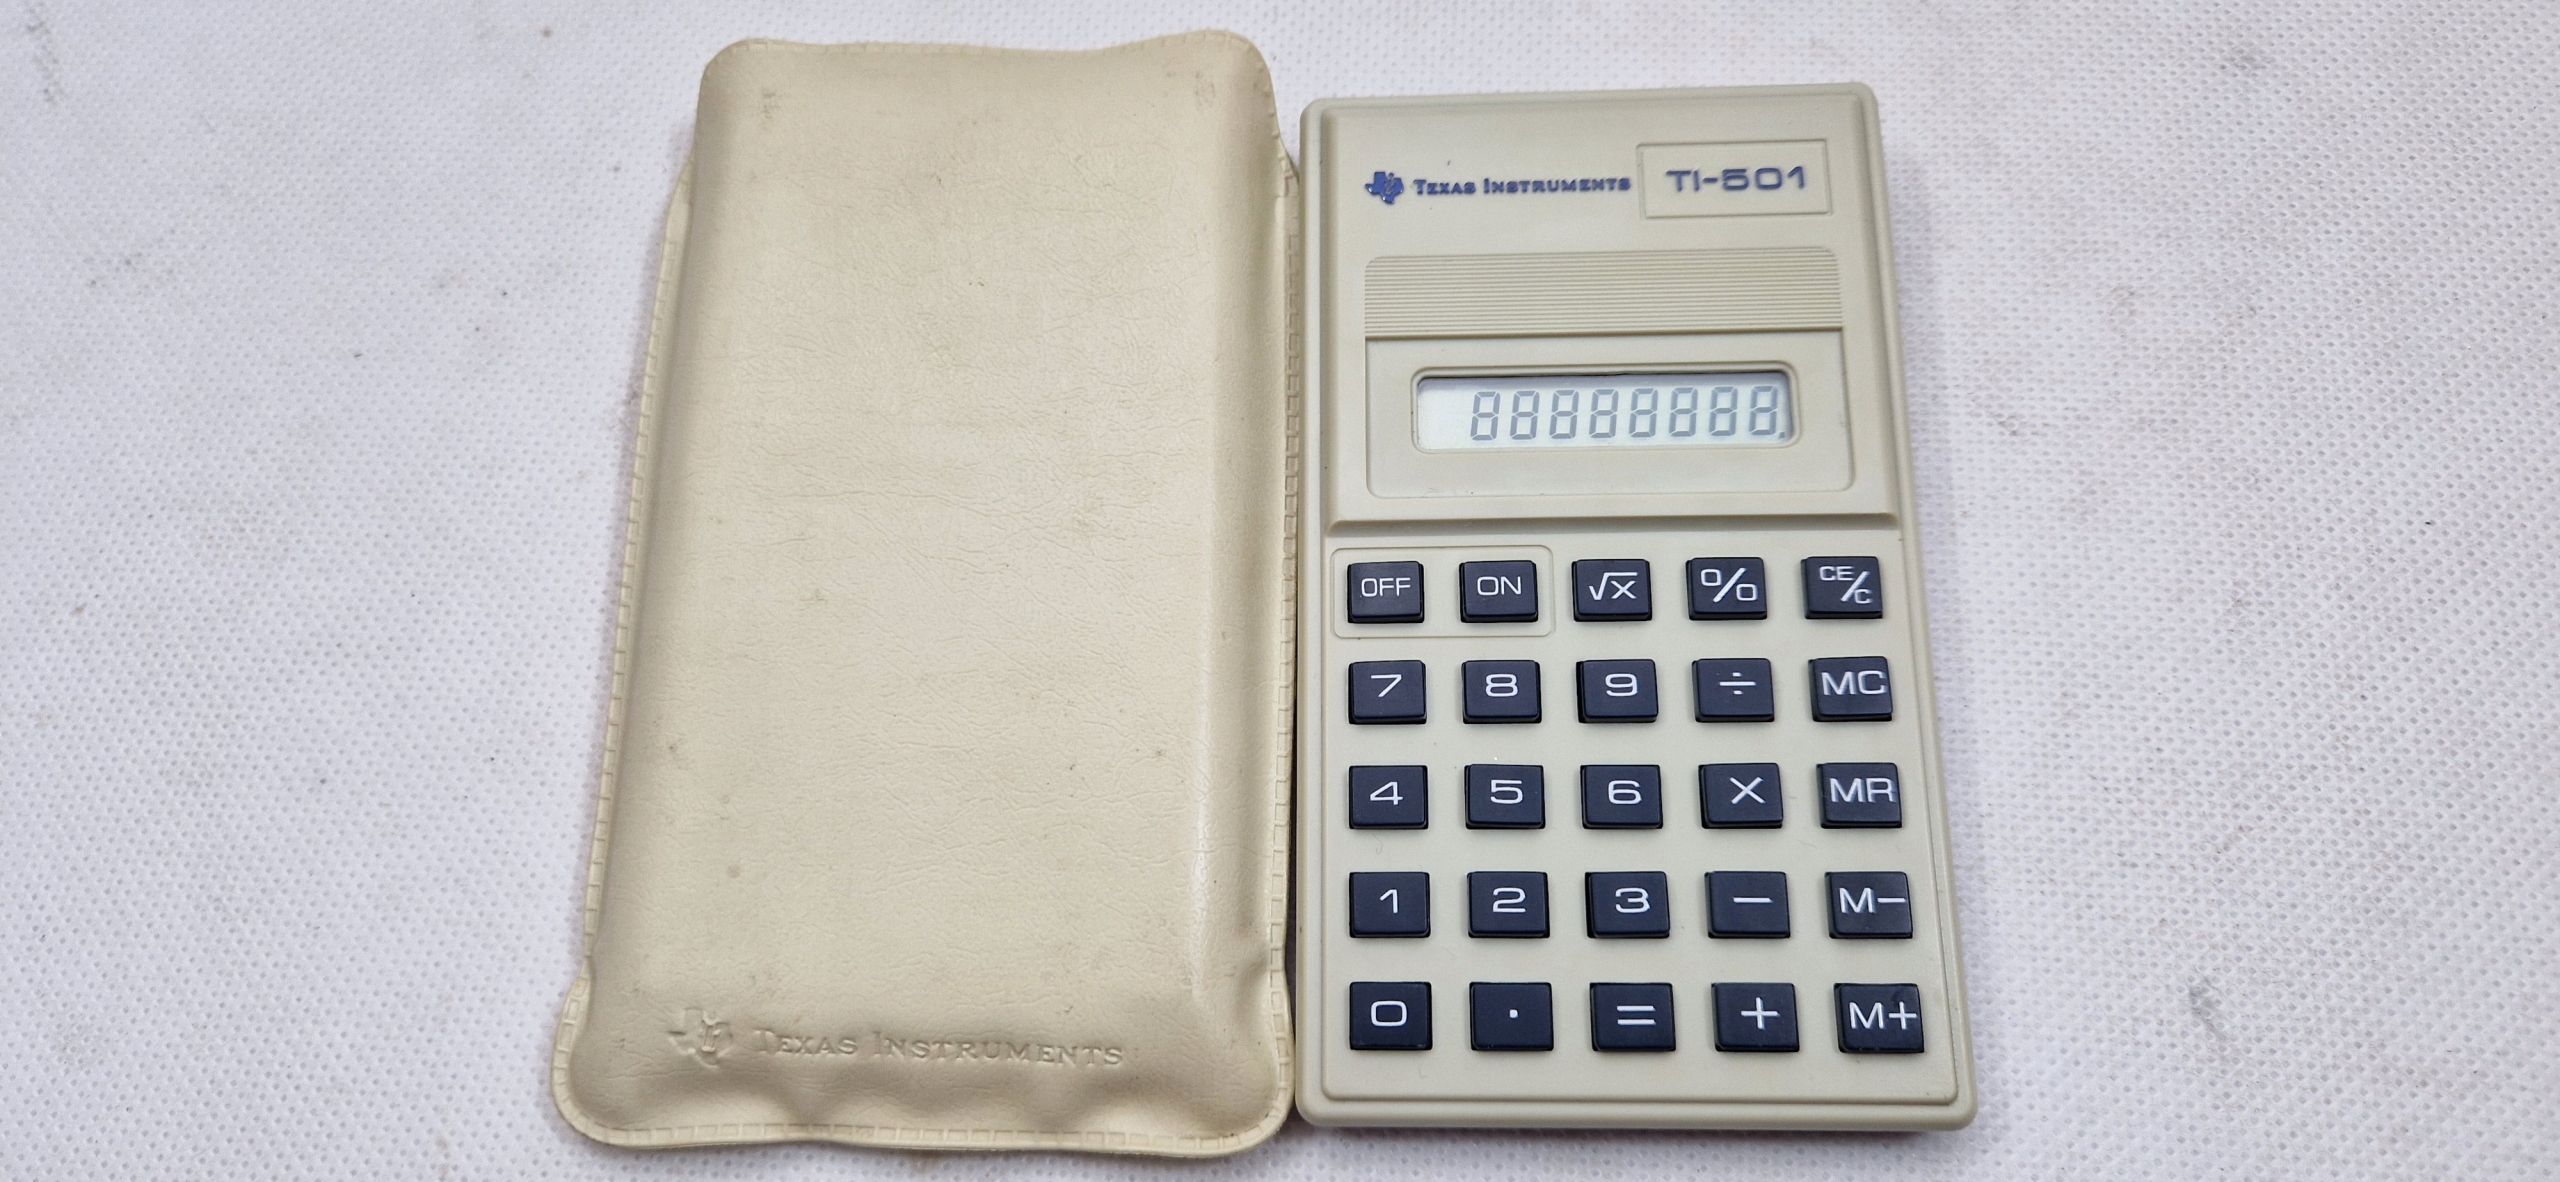 TEXAS INSTRUMENTS TI-501
88888888.
OFF ON √x % CE/C
7 8 9 ÷ MC
4 5 6 × MR
1 2 3 − M−
0 . = + M+
TEXAS INSTRUMENTS